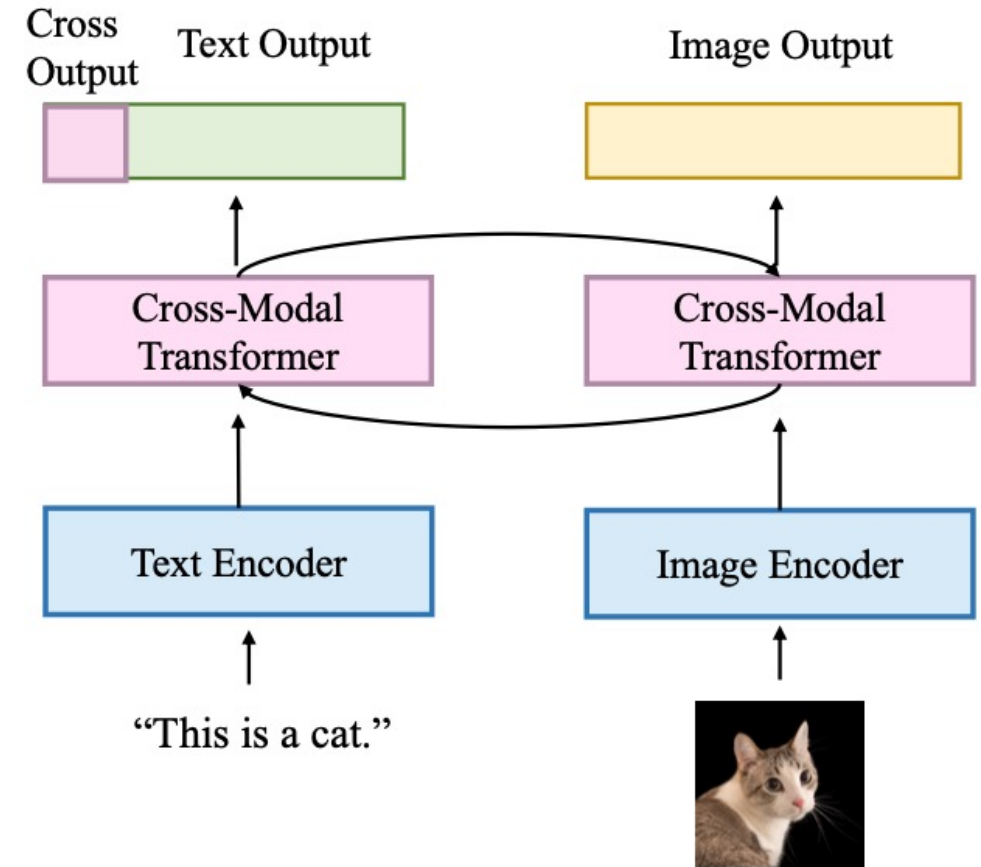 Cross
Output
Text Output
Image Output
Cross-Modal
Transformer
Cross-Modal
Transformer
Text Encoder
Image Encoder
“This is a cat.”